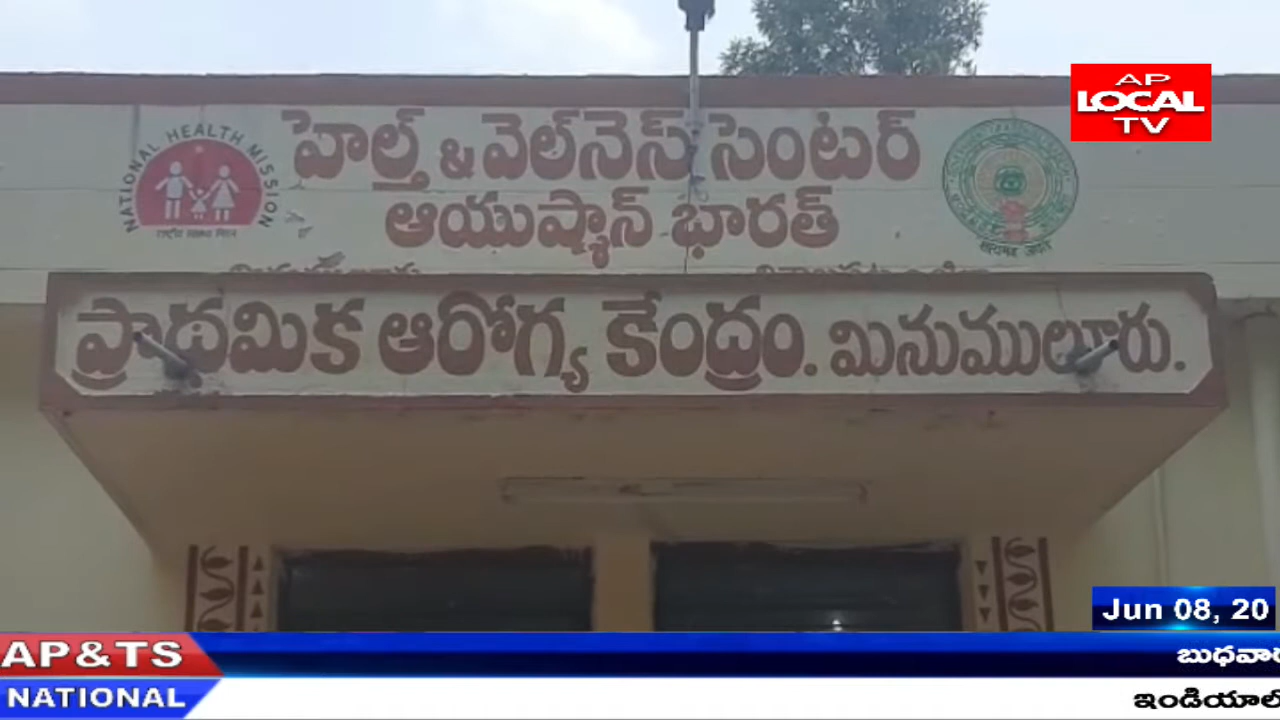 AP
LOCAL
TV
హెల్త్ & వెల్‌నెస్ సెంటర్
NATIONAL HEALTH MISSION
ఆయుష్మాన్ భారత్
ప్రాథమిక ఆరోగ్య కేంద్రం. మినుములూరు.
Jun 08, 20
AP&TS
NATIONAL
బుధవార
ఇండియాలో